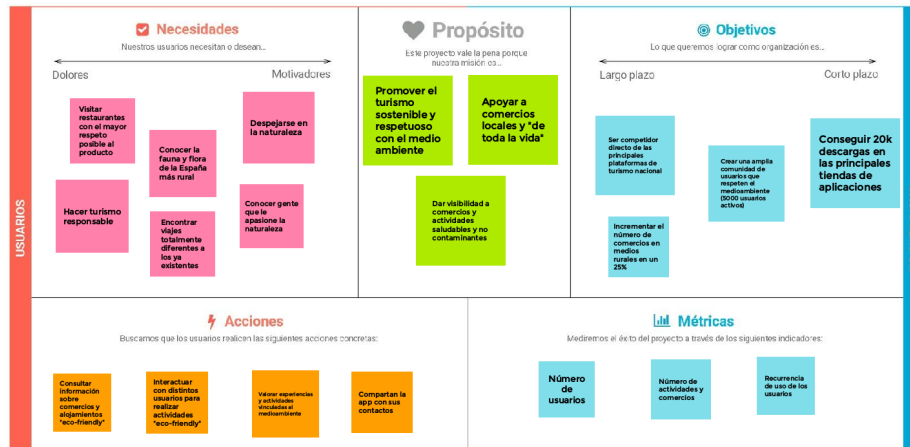 USUARIOS
Necesidades
Nuestros usuarios necesitan o desean...
Dolores
Motivadores
Visitar
restaurantes
con el mayor
respeto
posible al
producto
Conocer la
fauna y flora
de la España
más rural
Despejarse en
la naturaleza
Hacer turismo
responsable
Encontrar
viajes
totalmente
diferentes a
los ya
existentes
Conocer gente
que le
apasione la
naturaleza
Propósito
Este proyecto vale la pena porque
nuestra misión es...
Promover el
turismo
sostenible y
respetuoso
con el medio
ambiente
Apoyar a
comercios
locales y "de
toda la vida"
Dar visibilidad a
comercios y
actividades
saludables y no
contaminantes
Objetivos
Lo que queremos lograr como organización es...
Largo plazo
Corto plazo
Ser competidor
directo de las
principales
plataformas de
turismo nacional
Crear una amplia
comunidad de
usuarios que
respeten el
medioambiente
(5000 usuarios
activos)
Conseguir 20k
descargas en
las principales
tiendas de
aplicaciones
Incrementar el
número de
comercios en
medios
rurales en un
25%
Acciones
Buscamos que los usuarios realicen las siguientes acciones concretas:
Consultar
información
sobre
comercios y
alojamientos
"eco-friendly"
Interactuar
con distintos
usuarios para
realizar
actividades
"eco-friendly"
Valorar experiencias
y actividades
vinculadas al
medioambiente
Compartan la
app con sus
contactos
Métricas
Mediremos el éxito del proyecto a través de los siguientes indicadores:
Número
de
usuarios
Número de
actividades y
comercios
Recurrencia
de uso de los
usuarios